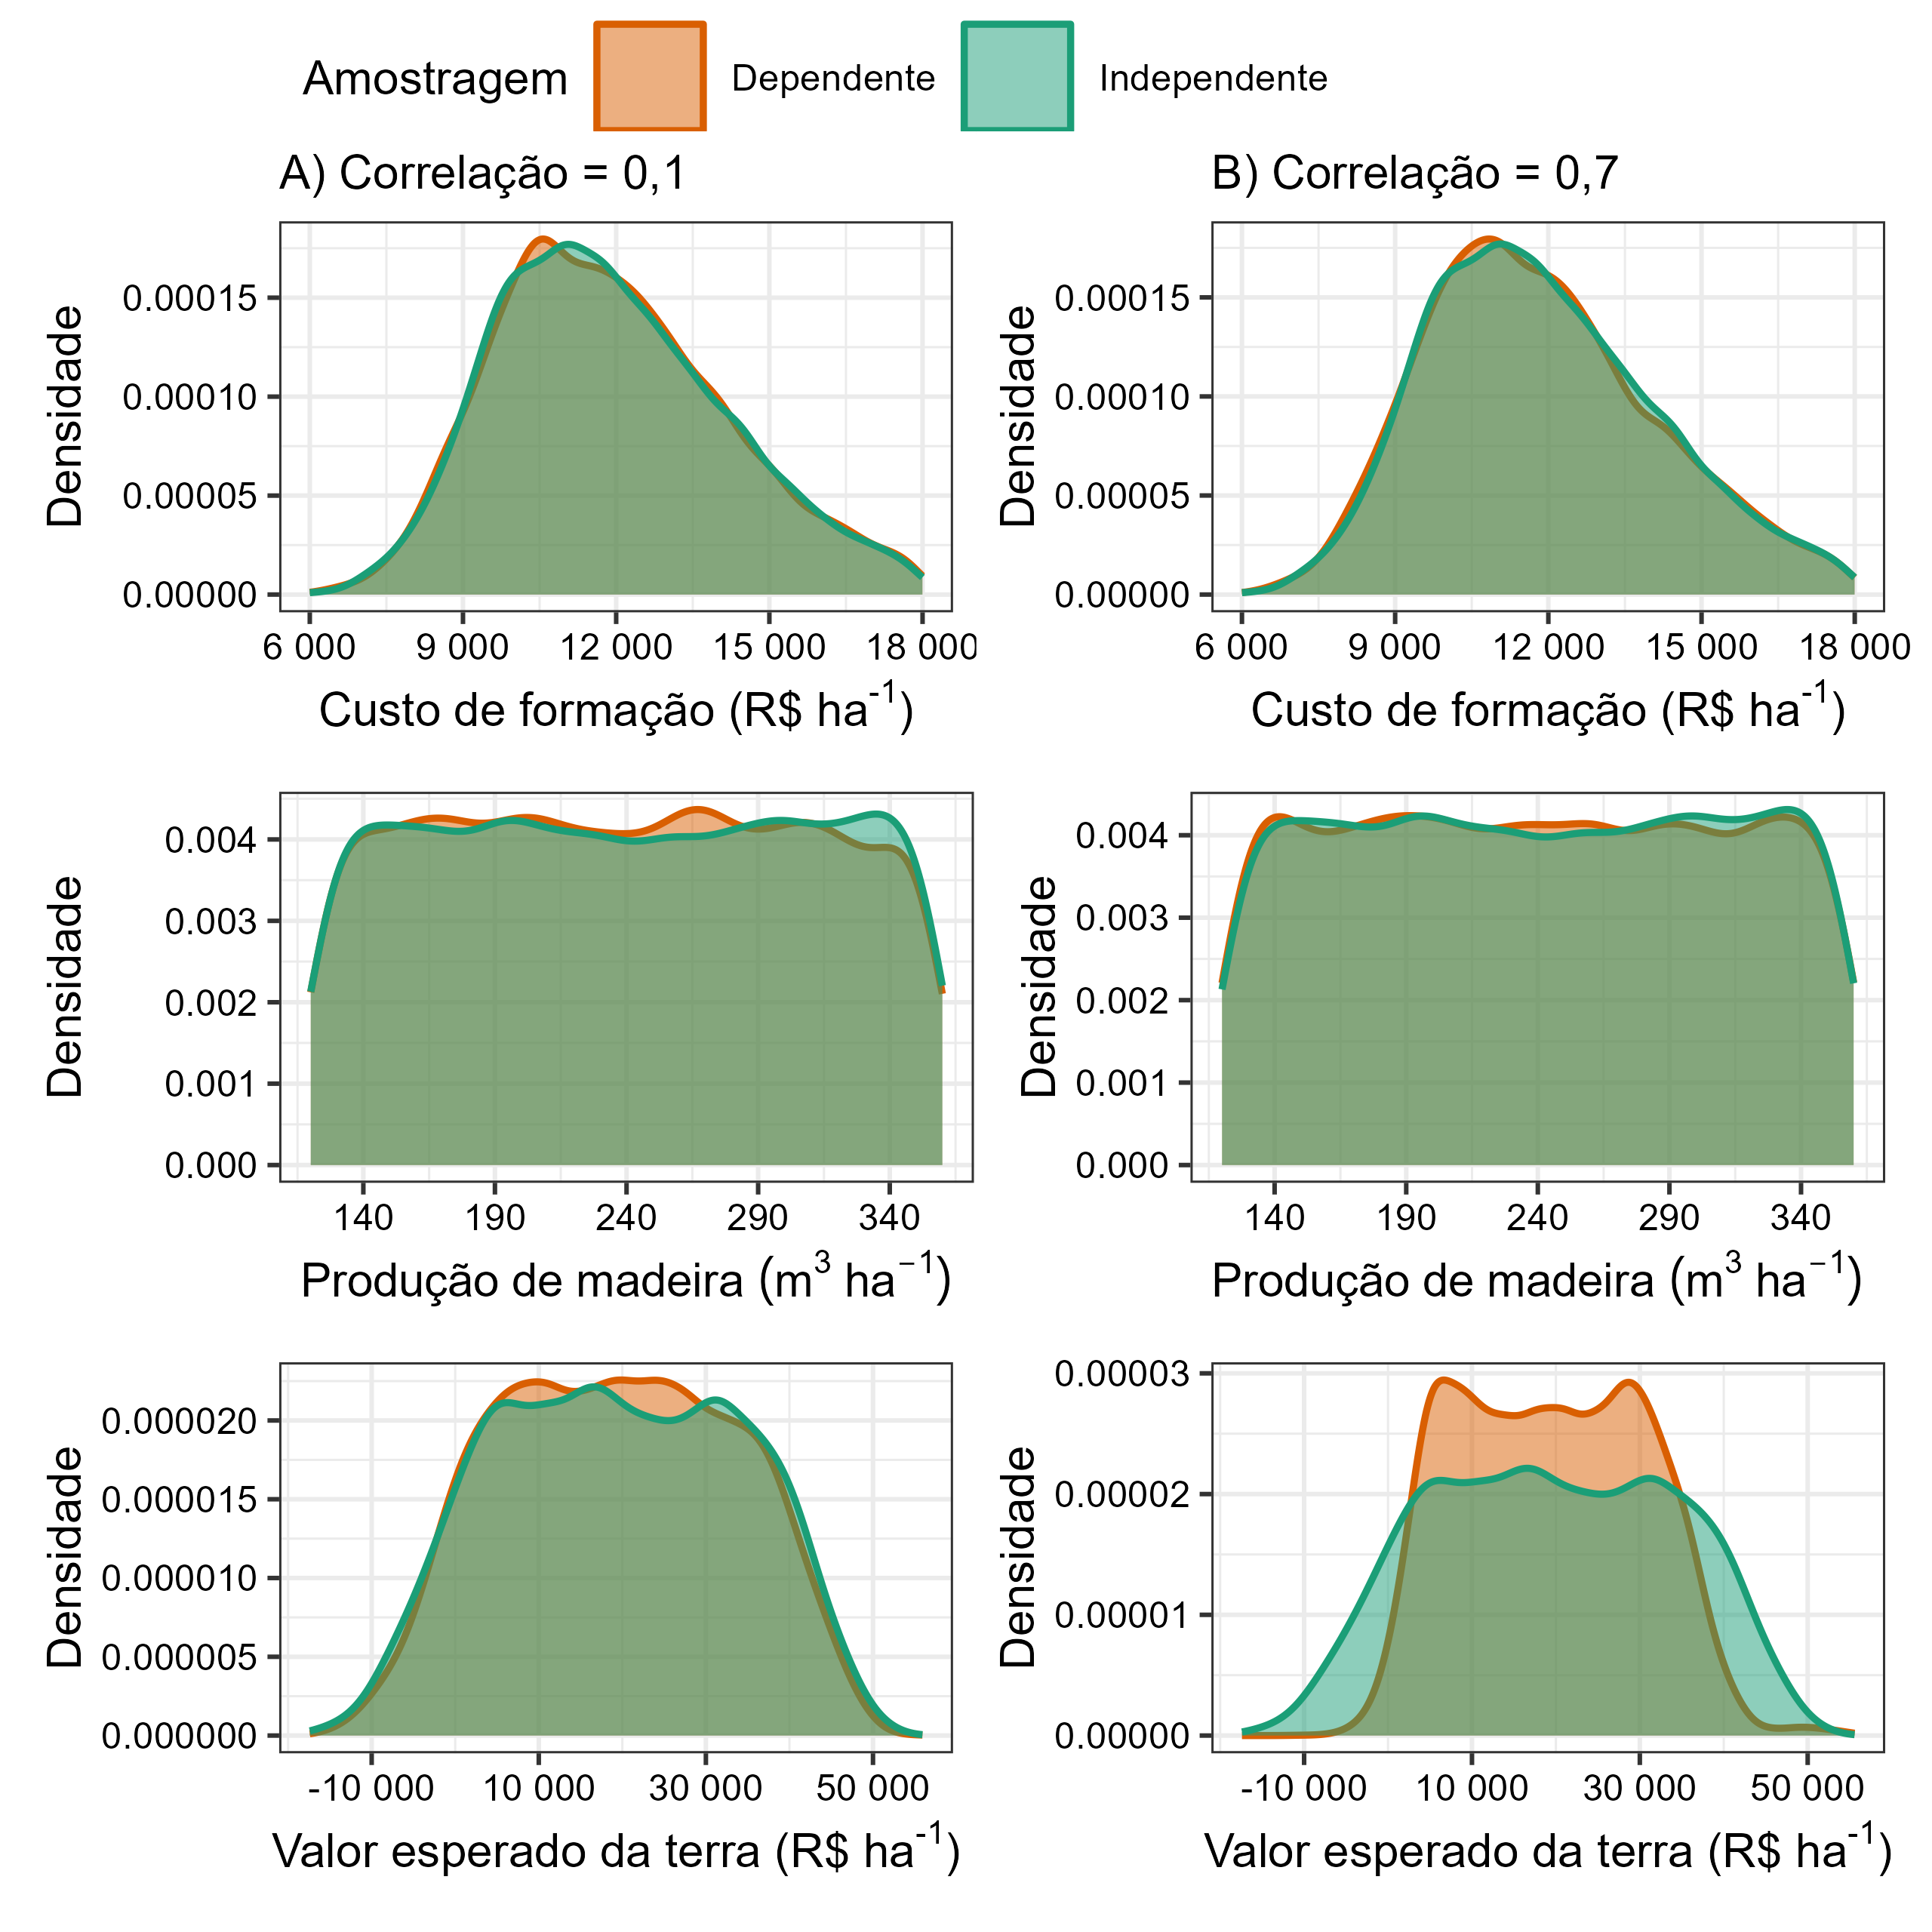 Amostragem Dependente Independente
A) Correlação = 0,1
B) Correlação = 0,7
Densidade
0.00015
0.00010
0.00005
0.00000
6 000 9 000 12 000 15 000 18 000
Custo de formação (R$ ha⁻¹)
Densidade
0.00015
0.00010
0.00005
0.00000
6 000 9 000 12 000 15 000 18 000
Custo de formação (R$ ha⁻¹)
Densidade
0.004
0.003
0.002
0.001
0.000
140 190 240 290 340
Produção de madeira (m³ ha⁻¹)
Densidade
0.004
0.003
0.002
0.001
0.000
140 190 240 290 340
Produção de madeira (m³ ha⁻¹)
Densidade
0.000020
0.000015
0.000010
0.000005
0.000000
-10 000 10 000 30 000 50 000
Valor esperado da terra (R$ ha⁻¹)
Densidade
0.00003
0.00002
0.00001
0.00000
-10 000 10 000 30 000 50 000
Valor esperado da terra (R$ ha⁻¹)